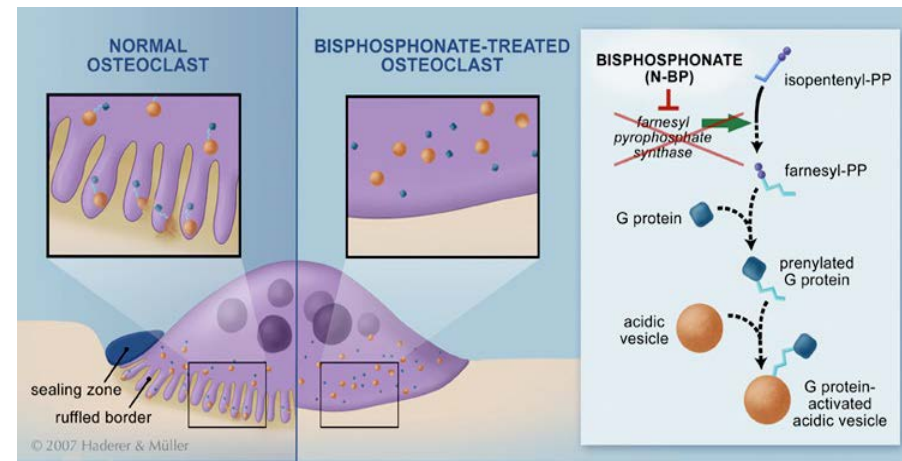 NORMAL
OSTEOCLAST
BISPHOSPHONATE-TREATED
OSTEOCLAST
sealing zone
ruffled border
© 2007 Haderer & Müller
BISPHOSPHONATE
(N-BP)
isopentenyl-PP
farnesyl
pyrophosphate
synthase
farnesyl-PP
G protein
prenylated
G protein
acidic
vesicle
G protein-
activated
acidic vesicle